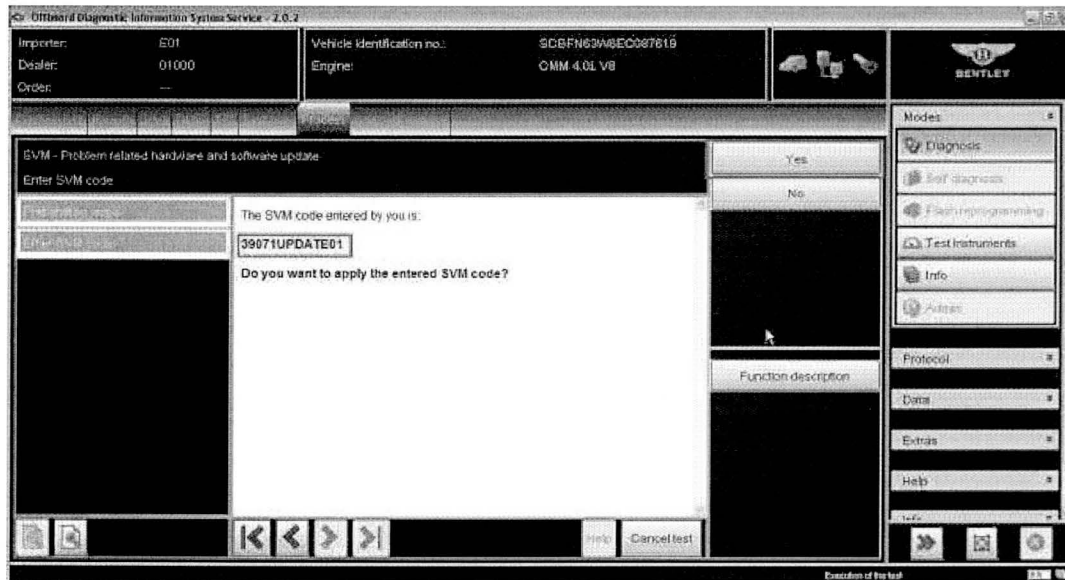 Offboard Diagnostic Information System Service - 2.0.2
Importer: E01
Dealer: 01000
Order: ---
Vehicle Identification no.: SCBFN63W6EC087619
Engine: CMM 4.0L V8
BENTLEY
SVM - Problem related hardware and software update
Enter SVM code
The SVM code entered by you is:
39071UPDATE01
Do you want to apply the entered SVM code?
Yes
No
Function description
Help
Cancel test
Modes
Diagnosis
Self diagnosis
Flash reprogramming
Test instruments
Info
Admin
Protocol
Data
Extras
Help
Info
Execution of the test